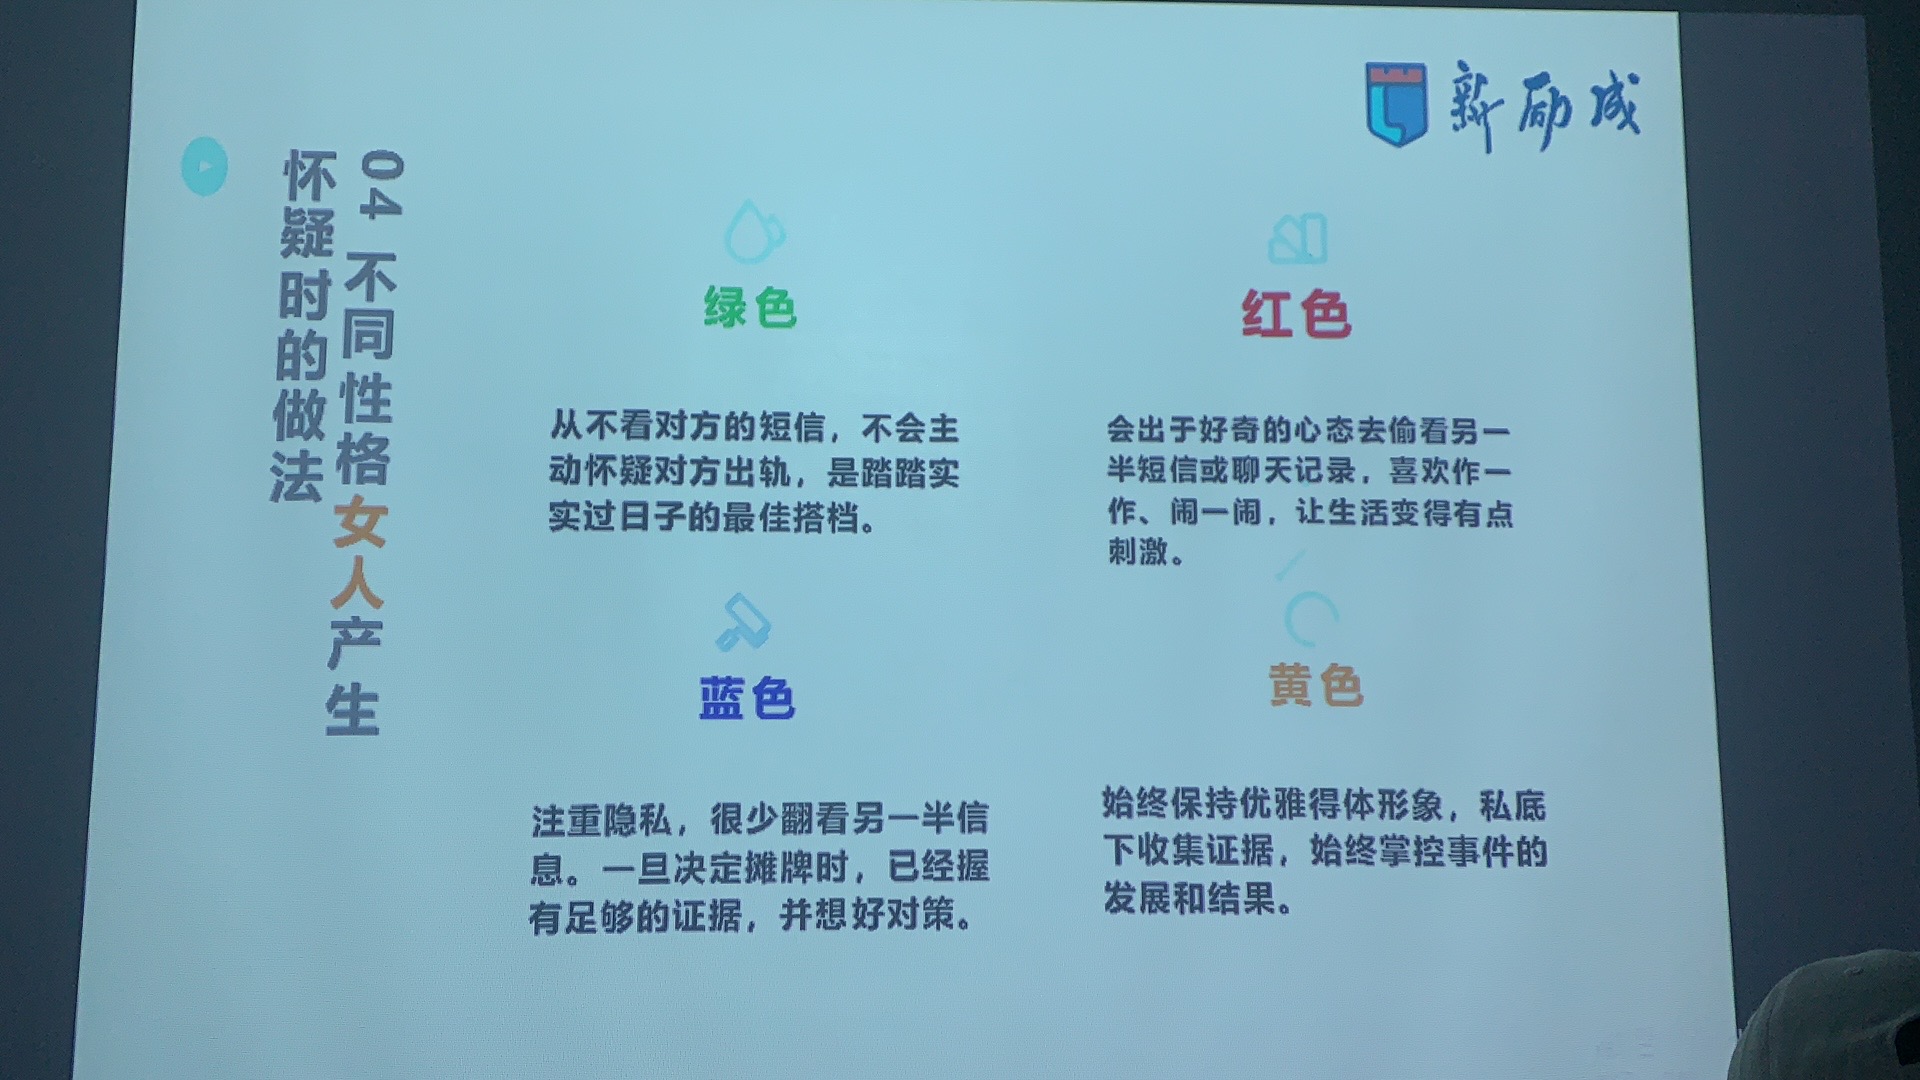 新励成
04 不同性格女人产生
怀疑时的做法
绿色
从不看对方的短信，不会主
动怀疑对方出轨，是踏踏实
实过日子的最佳搭档。
红色
会出于好奇的心态去偷看另一
半短信或聊天记录，喜欢作一
作、闹一闹，让生活变得有点
刺激。
蓝色
注重隐私，很少翻看另一半信
息。一旦决定摊牌时，已经握
有足够的证据，并想好对策。
黄色
始终保持优雅得体形象，私底
下收集证据，始终掌控事件的
发展和结果。